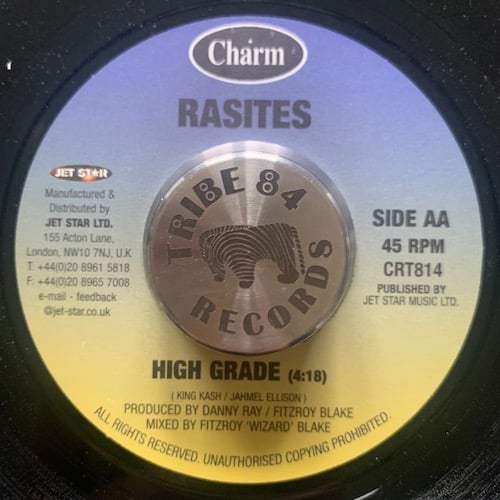 Charm
RASITES
JET STAR
Manufactured &
Distributed by
JET STAR LTD.
155 Acton Lane,
London, NW10 7NJ, U.K
T: +44(0)20 8961 5818
F: +44(0)20 8965 7008
e-mail - feedback
@jet-star.co.uk
TRIBE 84
RECORDS
SIDE AA
45 RPM
CRT814
PUBLISHED BY
JET STAR MUSIC LTD.
HIGH GRADE (4:18)
( KING KASH / JAHMEL ELLISON )
PRODUCED BY DANNY RAY / FITZROY BLAKE
MIXED BY FITZROY 'WIZARD' BLAKE
ALL RIGHTS RESERVED. UNAUTHORISED COPYING PROHIBITED.